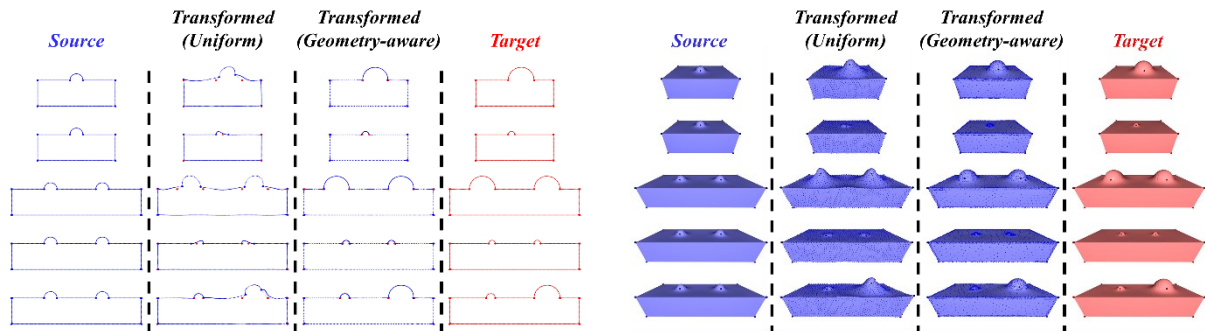 Source
Transformed
(Uniform)
Transformed
(Geometry-aware)
Target
Source
Transformed
(Uniform)
Transformed
(Geometry-aware)
Target